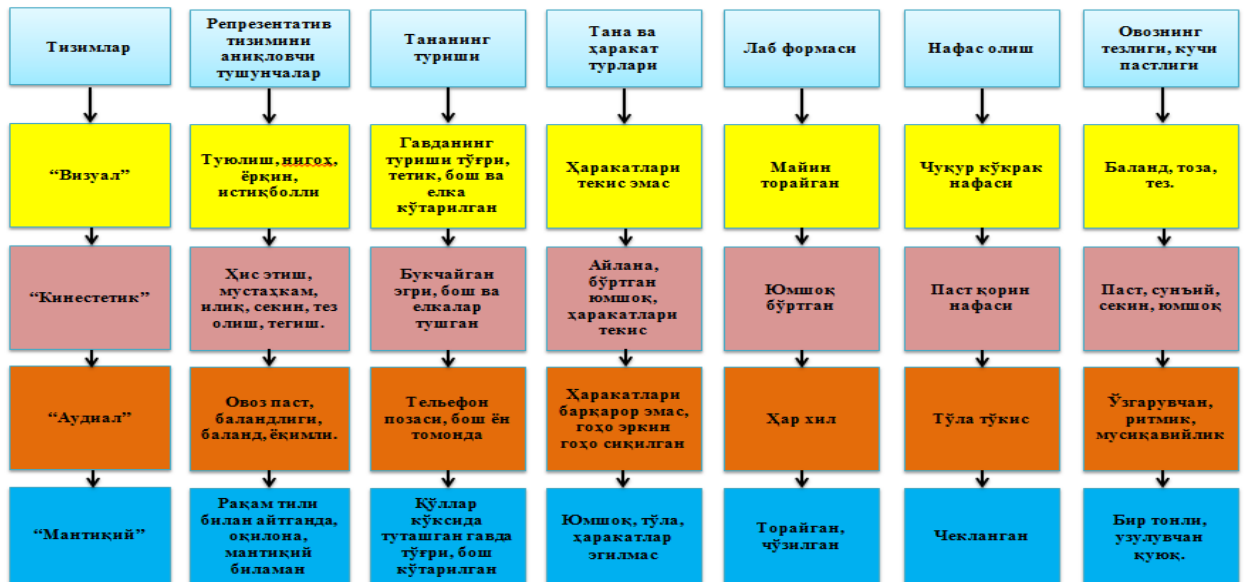 Тизимлар
Репрезентатив
тизимини
аниқловчи
тушунчалар
Тананинг
туриши
Тана ва
ҳаракат
турлари
Лаб формаси
Нафас олиш
Овознинг
тезлиги, кучи
пастлиги
“Визуал”
Туюлиш, нигоҳ,
ёрқин,
истиқболли
Гавданинг
туриши тўғри,
тетик, бош ва
елка
кўтарилган
Ҳаракатлари
текис эмас
Майин
торайган
Чуқур кўкрак
нафаси
Баланд, тоза,
тез.
“Кинестетик”
Ҳис этиш,
мустаҳкам,
илиқ, секин, тез
олиш, тегиш.
Букчайган
эгри, бош ва
елкалар
тушган
Айлана,
бўртган
юмшоқ,
ҳаракатлари
текис
Юмшоқ
бўртган
Паст қорин
нафаси
Паст, сунъий,
секин, юмшоқ
“Аудиал”
Овоз паст,
баландлиги,
баланд, ёқимли.
Тельефон
позаси, бош ён
томонда
Ҳаракатлари
барқарор эмас,
гоҳо эркин
гоҳо сиқилган
Ҳар хил
Тўла тўкис
Ўзгарувчан,
ритмик,
мусиқавийлик
“Мантиқий”
Рақам тили
билан айтганда,
оқилона,
мантиқий
биламан
Қўллар
кўксида
туташган гавда
тўғри, бош
кўтарилган
Юмшоқ, тўла,
ҳаракатлар
эгилмас
Торайган,
чўзилган
Чекланган
Бир тонли,
узулувчан
қуюқ.